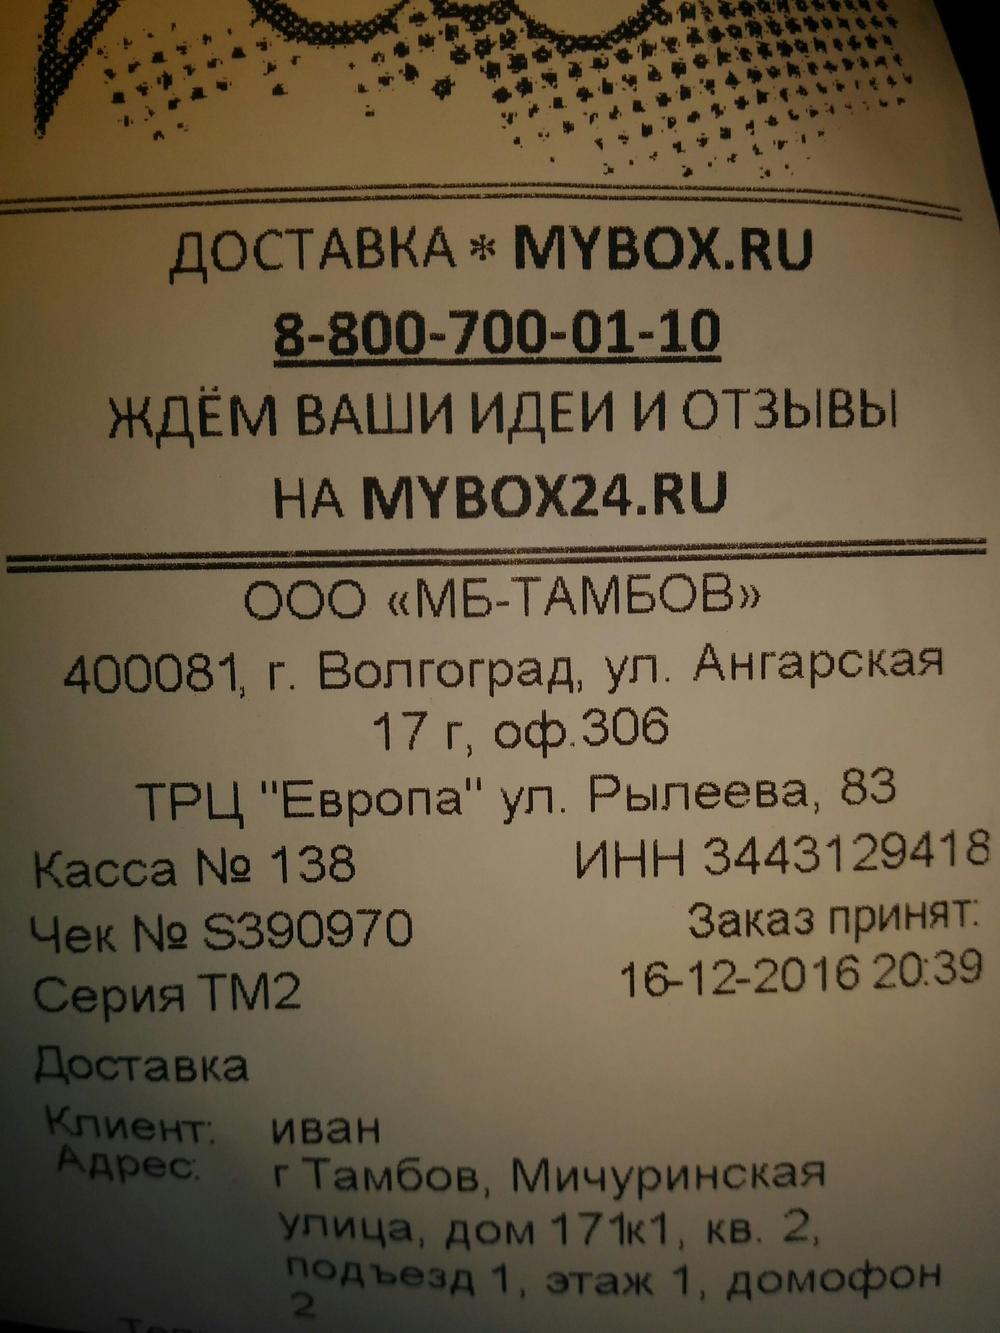 ДОСТАВКА * MYBOX.RU
8-800-700-01-10
ЖДЁМ ВАШИ ИДЕИ И ОТЗЫВЫ
НА MYBOX24.RU
ООО «МБ-ТАМБОВ»
400081, г. Волгоград, ул. Ангарская
17 г, оф.306
ТРЦ "Европа" ул. Рылеева, 83
Касса № 138 ИНН 3443129418
Чек № S390970 Заказ принят:
Серия ТМ2 16-12-2016 20:39
Доставка
Клиент: иван
Адрес: г Тамбов, Мичуринская
улица, дом 171к1, кв. 2,
подъезд 1, этаж 1, домофон
2